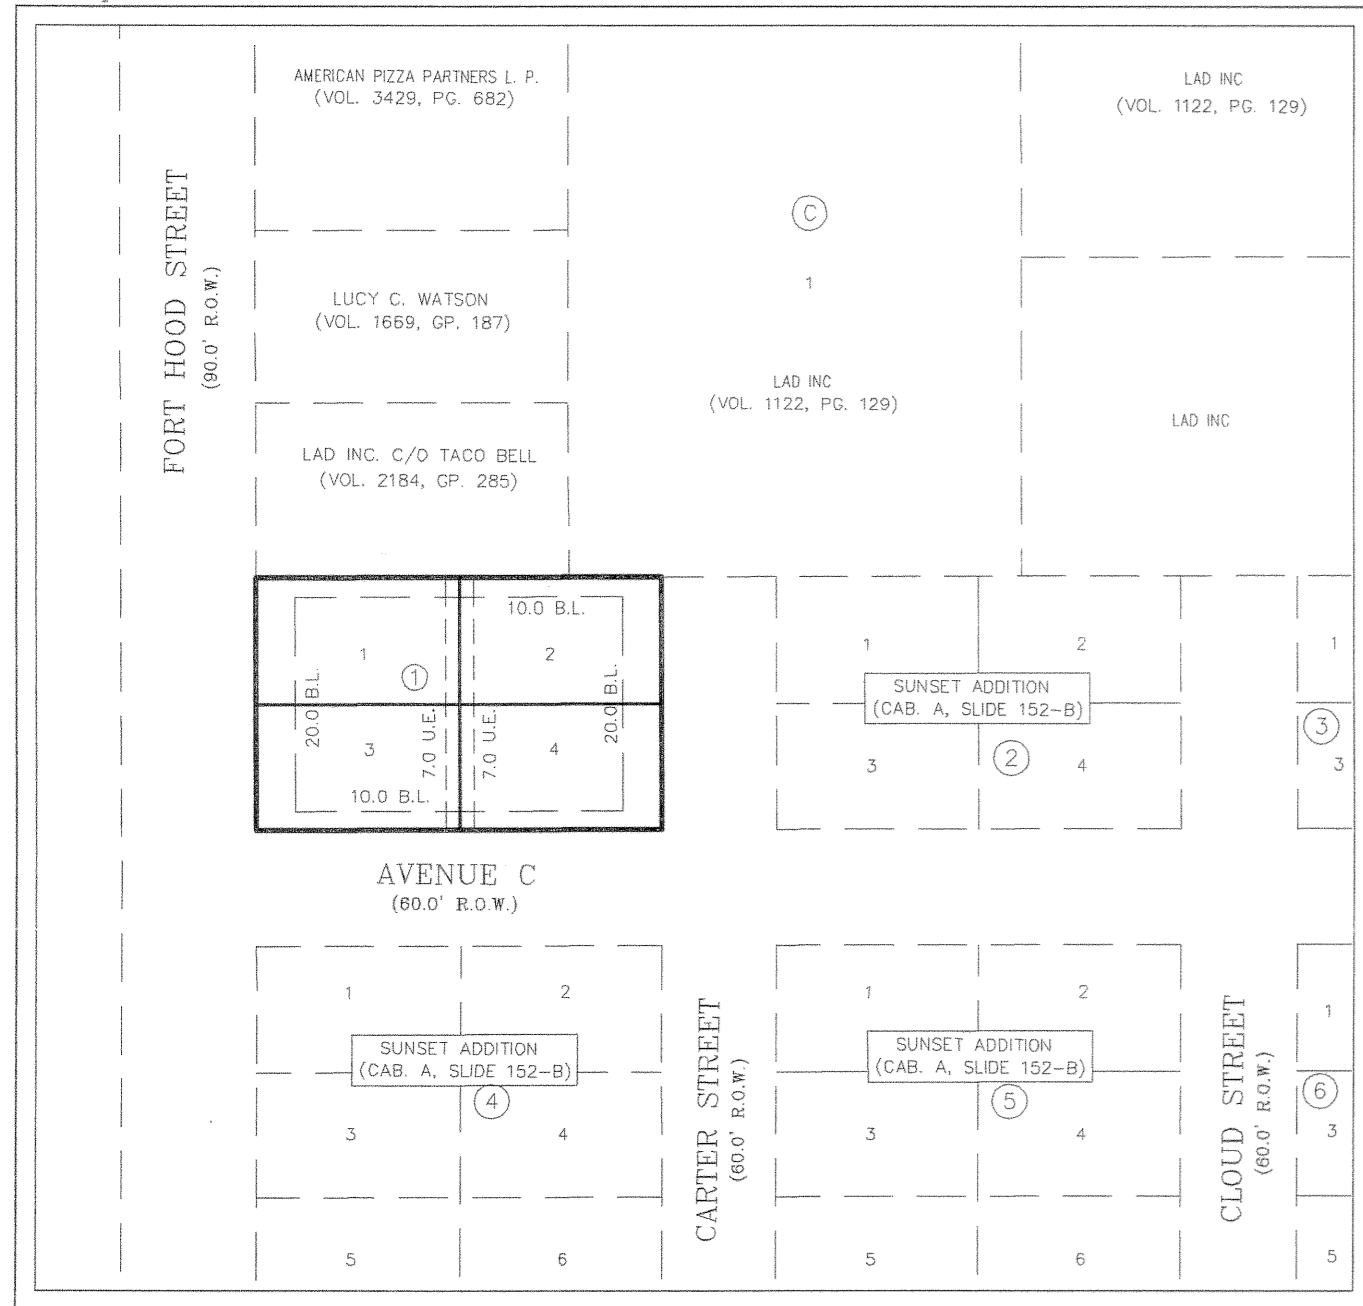 AMERICAN PIZZA PARTNERS L. P.
(VOL. 3429, PG. 682)
LAD INC
(VOL. 1122, PG. 129)
FORT HOOD STREET
(90.0' R.O.W.)
C
1
LUCY C. WATSON
(VOL. 1669, GP. 187)
LAD INC
(VOL. 1122, PG. 129)
LAD INC
LAD INC. C/O TACO BELL
(VOL. 2184, GP. 285)
10.0 B.L.
1
1
2
20.0 B.L.
20.0 B.L.
3
7.0 U.E.
7.0 U.E.
4
10.0 B.L.
1
2
SUNSET ADDITION
(CAB. A, SLIDE 152-B)
3
2
4
1
3
3
AVENUE C
(60.0' R.O.W.)
1
2
SUNSET ADDITION
(CAB. A, SLIDE 152-B)
4
3
4
5
6
CARTER STREET
(60.0' R.O.W.)
1
2
SUNSET ADDITION
(CAB. A, SLIDE 152-B)
5
3
4
5
6
CLOUD STREET
(60.0' R.O.W.)
1
6
3
5